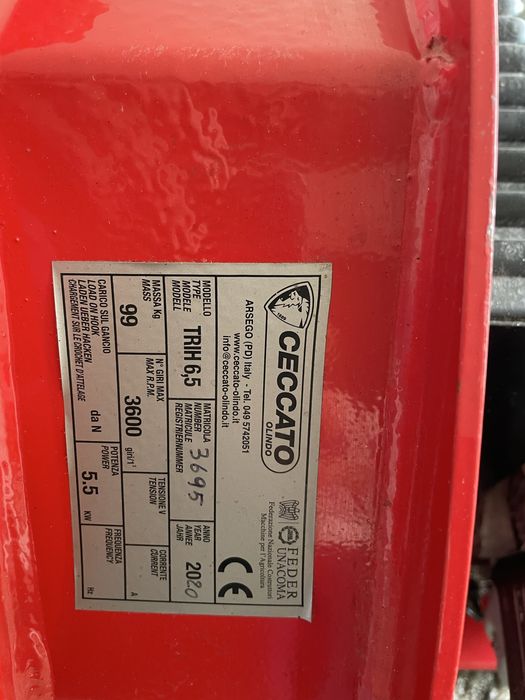 CECCATO
OLINDO
ARSEGO (PD) Italy - Tel. 049 5742051
www.ceccato-olindo.it
info@ceccato-olindo.it
FEDER
UNACOMA
Federazione Nazionale Costruttori
Macchine per l'Agricoltura
CE
MODELLO
TYPE
MODELE
MODELL
TRIH 6,5
MATRICOLA
NUMBER
MATRICULE
REGISTRIERNUMMER
3695
ANNO
YEAR
ANNEE
JAHR
2020
MASSA Kg
MASS
99
N° GIRI MAX
MAX R.P.M.
3600
giri/1'
TENSIONE V
TENSION
CORRENTE
CURRENT
A
CARICO SUL GANCIO
LOAD ON HOOK
LADEN UEBER HACKEN
CHARGEMENT SUR LE CROCHET D'ATTELAGE
da N
POTENZA
POWER
5.5
KW
FREQUENZA
FREQUENCY
Hz